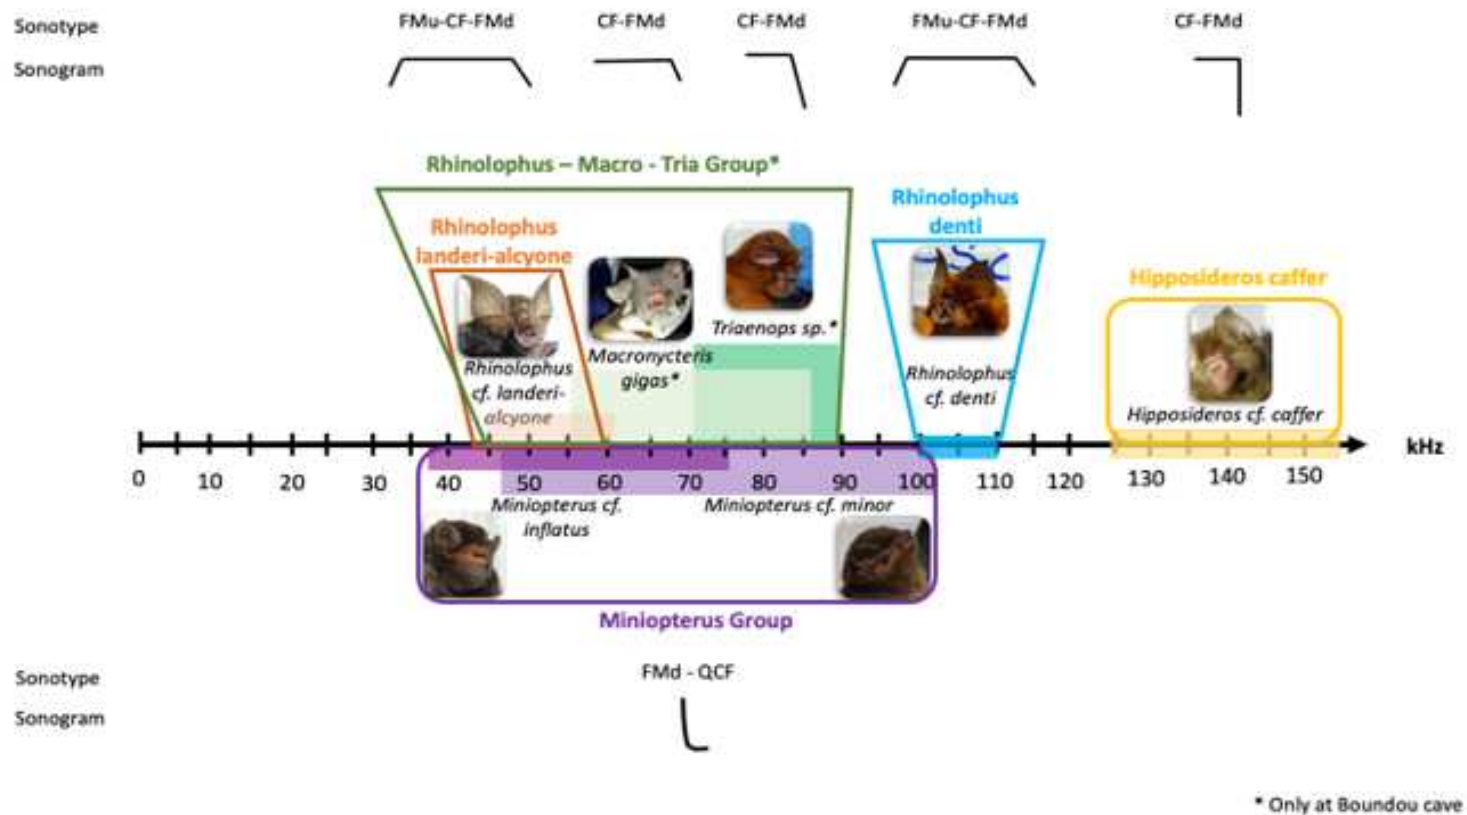 Sonotype FMu-CF-FMd CF-FMd CF-FMd FMu-CF-FMd CF-FMd
Sonogram
Rhinolophus – Macro - Tria Group*
Rhinolophus
denti
Rhinolophus
landeri-alcyone
Hipposideros caffer
Triaenops sp.*
Macronycteris
gigas*
Rhinolophus
cf. landeri-
alcyone
Rhinolophus
cf. denti
Hipposideros cf. caffer
kHz
0 10 20 30 40 50 60 70 80 90 100 110 120 130 140 150
Miniopterus cf.
inflatus
Miniopterus cf. minor
Miniopterus Group
Sonotype FMd - QCF
Sonogram
* Only at Boundou cave